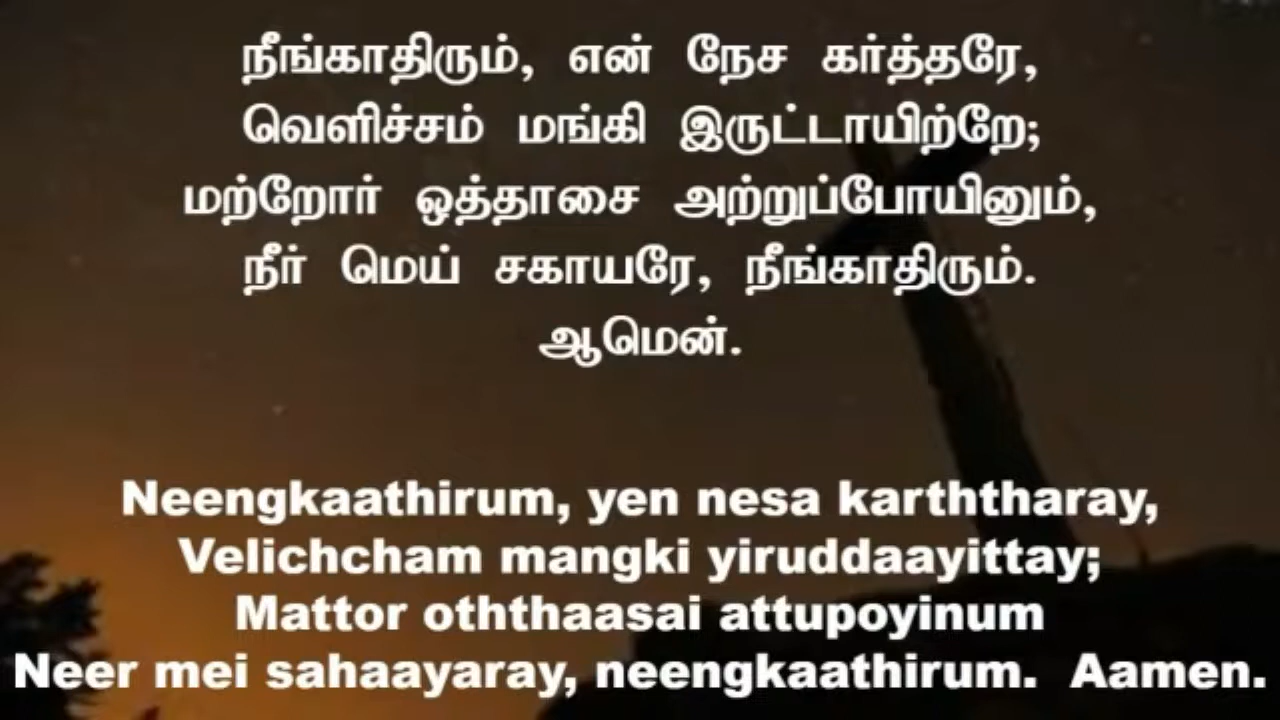 நீங்காதிரும், என் நேச கர்த்தரே,
வெளிச்சம் மங்கி இருட்டாயிற்றே;
மற்றோர் ஒத்தாசை அற்றுப்போயினும்,
நீர் மெய் சகாயரே, நீங்காதிரும்.
ஆமென்.
Neengkaathirum, yen nesa karththaray,
Velichcham mangki yiruddaayittay;
Mattor oththaasai attupoyinum
Neer mei sahaayaray, neengkaathirum. Aamen.